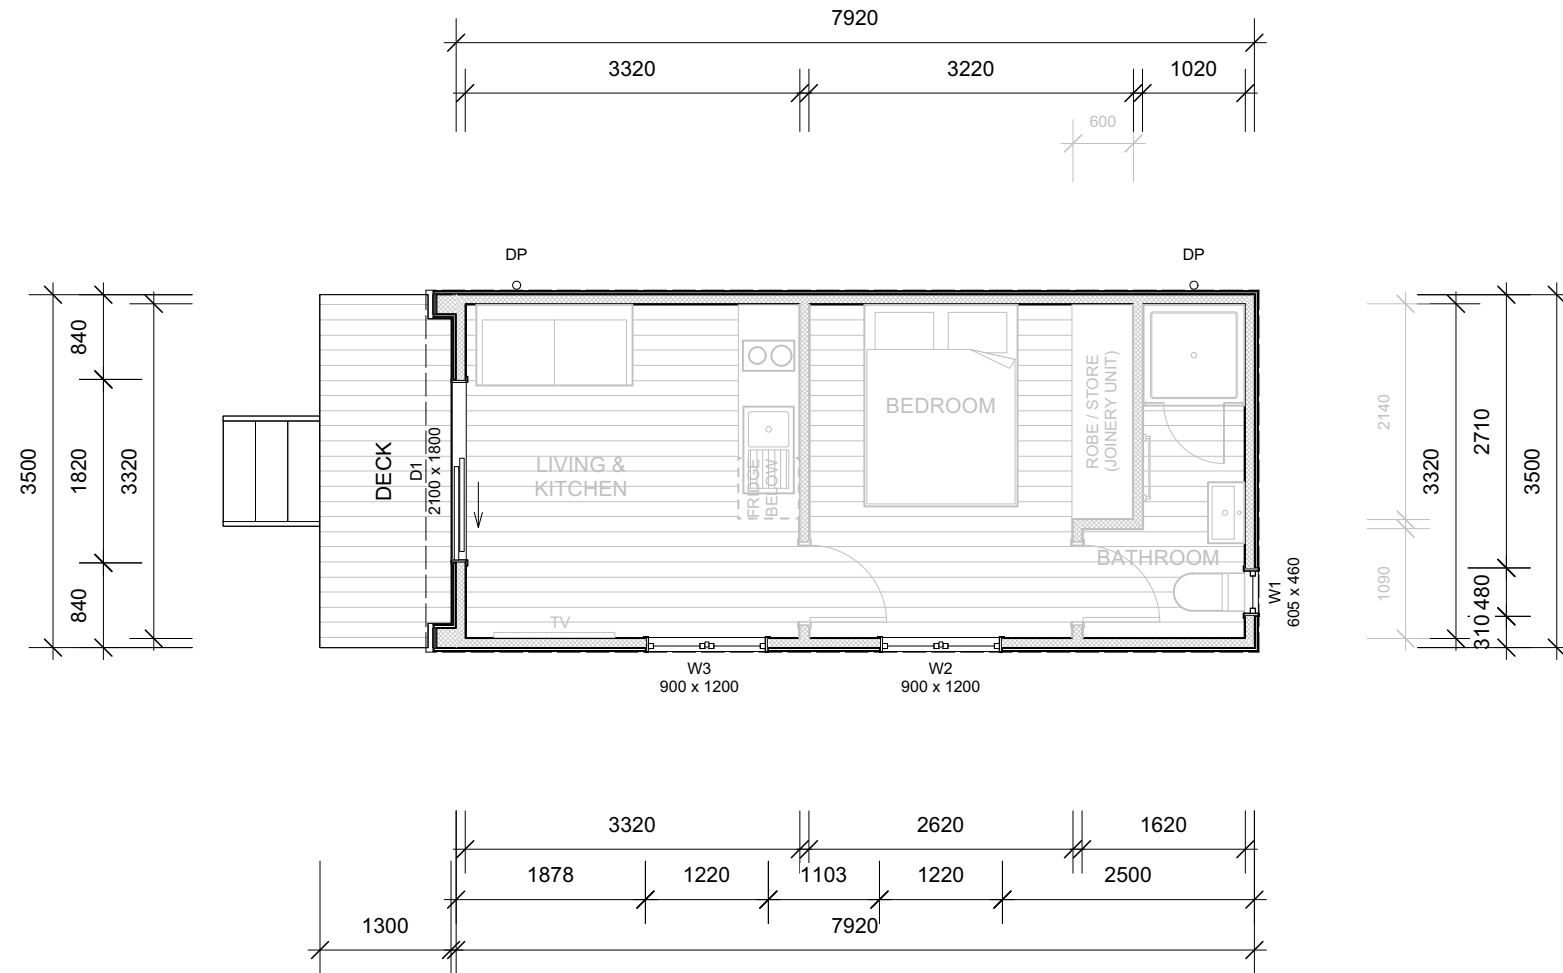 7920
3320
3220
1020
600
DP
DP
840
3500
1820
3320
840
DECK
D1
2100 x 1800
LIVING &
KITCHEN
FRIDGE
BELOW
BEDROOM
ROBE / STORE
(JOINERY UNIT)
BATHROOM
TV
W3
900 x 1200
W2
900 x 1200
W1
605 x 460
2140
1090
3320
2710
480
310
3500
3320
2620
1620
1878
1220
1103
1220
2500
1300
7920